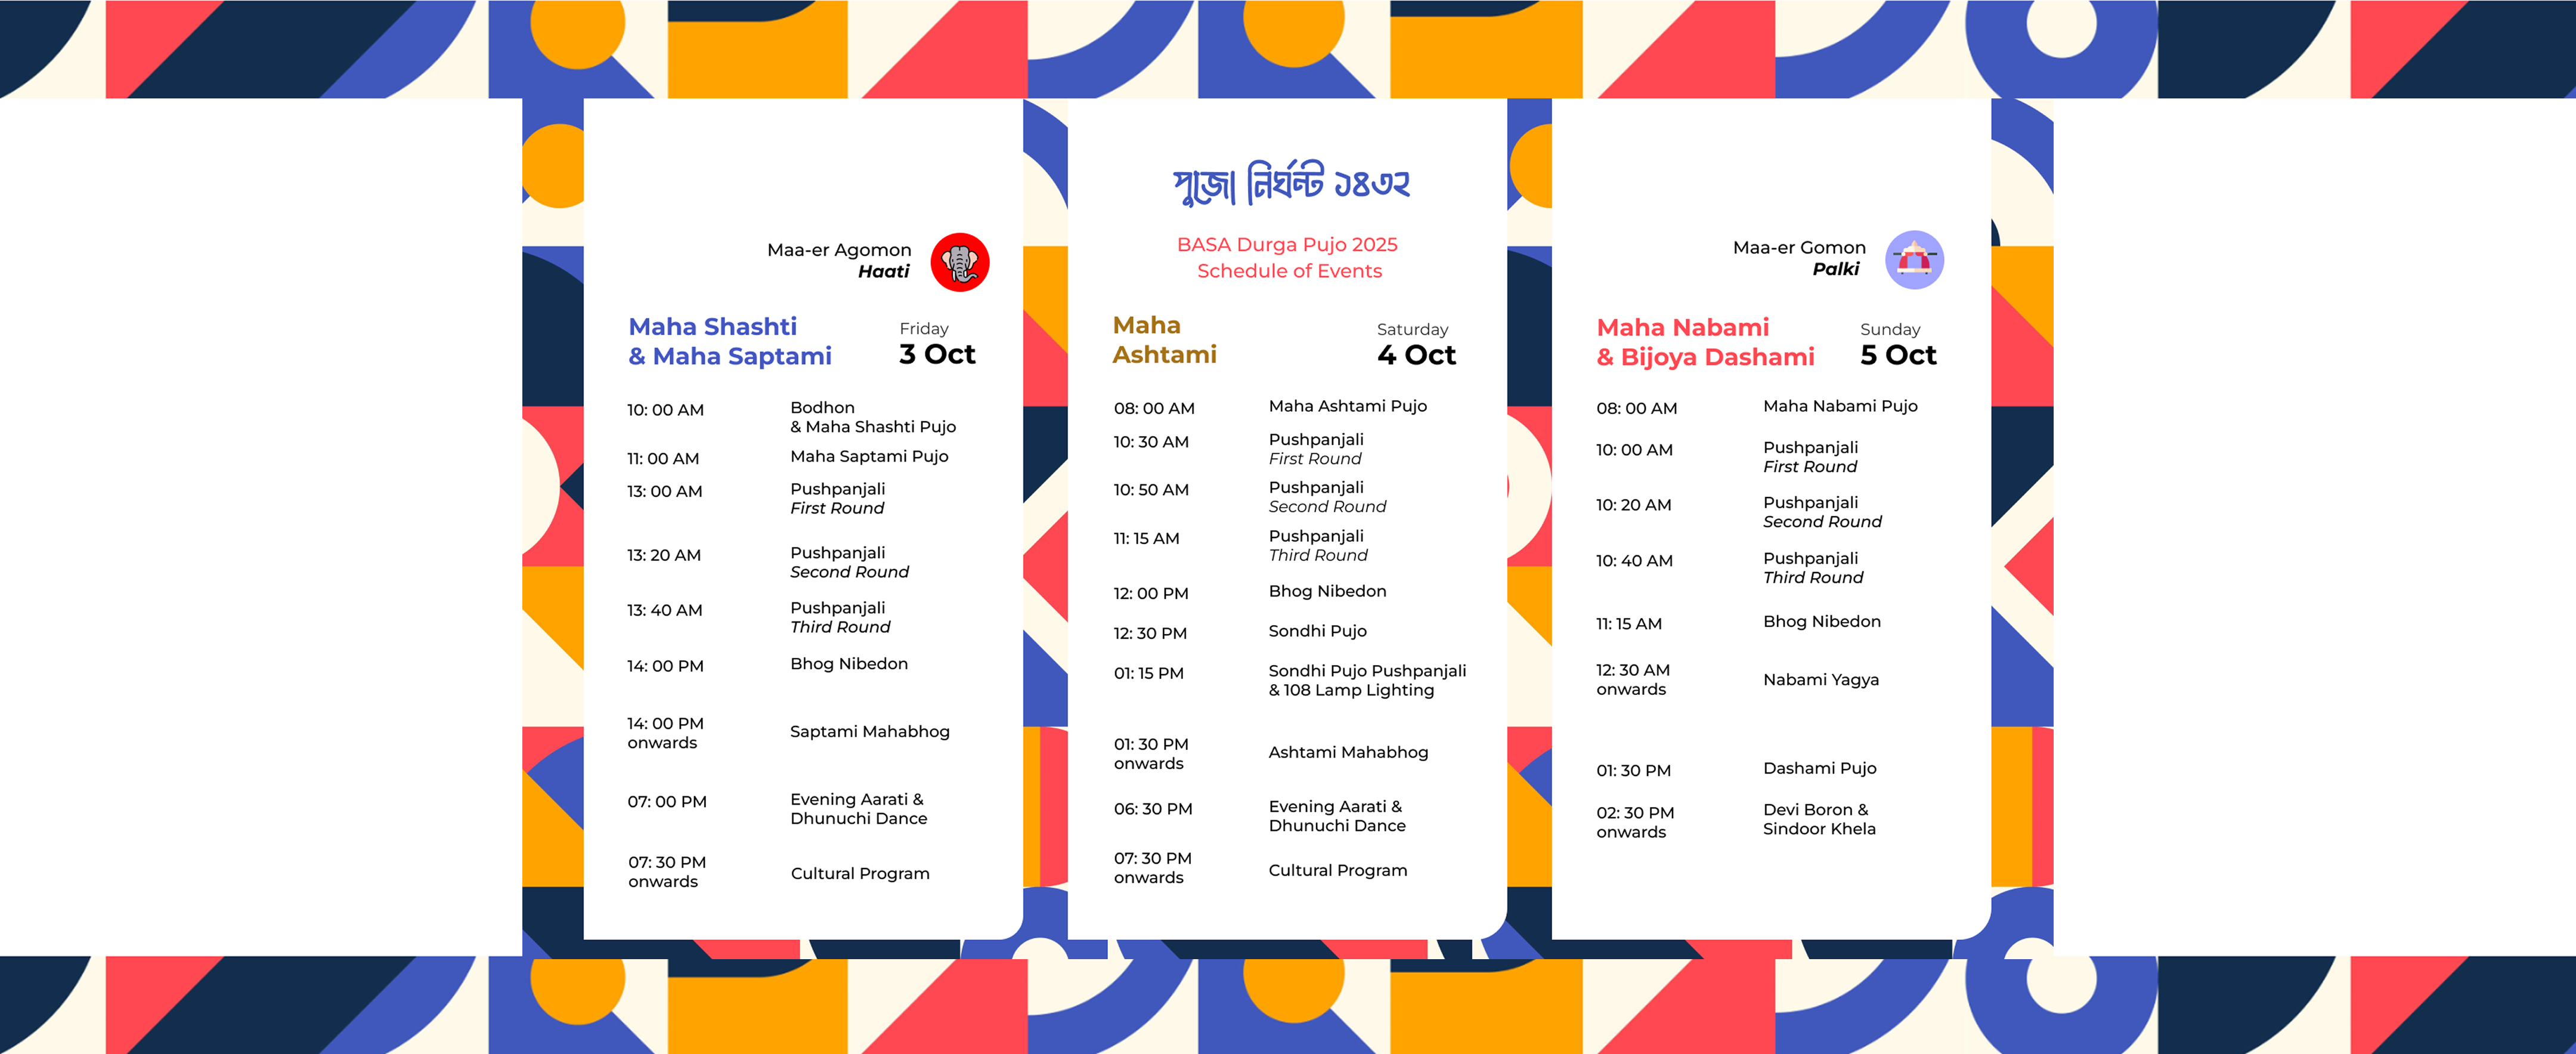 Maa-er Agomon
Haati
Maha Shashti
& Maha Saptami
Friday
3 Oct
10: 00 AM
Bodhon
& Maha Shashti Pujo
11: 00 AM
Maha Saptami Pujo
13: 00 AM
Pushpanjali
First Round
13: 20 AM
Pushpanjali
Second Round
13: 40 AM
Pushpanjali
Third Round
14: 00 PM
Bhog Nibedon
14: 00 PM
onwards
Saptami Mahabhog
07: 00 PM
Evening Aarati &
Dhunuchi Dance
07: 30 PM
onwards
Cultural Program
পুজো নির্ঘন্ট ১৪৩২
BASA Durga Pujo 2025
Schedule of Events
Maha
Ashtami
Saturday
4 Oct
08: 00 AM
Maha Ashtami Pujo
10: 30 AM
Pushpanjali
First Round
10: 50 AM
Pushpanjali
Second Round
11: 15 AM
Pushpanjali
Third Round
12: 00 PM
Bhog Nibedon
12: 30 PM
Sondhi Pujo
01: 15 PM
Sondhi Pujo Pushpanjali
& 108 Lamp Lighting
01: 30 PM
onwards
Ashtami Mahabhog
06: 30 PM
Evening Aarati &
Dhunuchi Dance
07: 30 PM
onwards
Cultural Program
Maa-er Gomon
Palki
Maha Nabami
& Bijoya Dashami
Sunday
5 Oct
08: 00 AM
Maha Nabami Pujo
10: 00 AM
Pushpanjali
First Round
10: 20 AM
Pushpanjali
Second Round
10: 40 AM
Pushpanjali
Third Round
11: 15 AM
Bhog Nibedon
12: 30 AM
onwards
Nabami Yagya
01: 30 PM
Dashami Pujo
02: 30 PM
onwards
Devi Boron &
Sindoor Khela